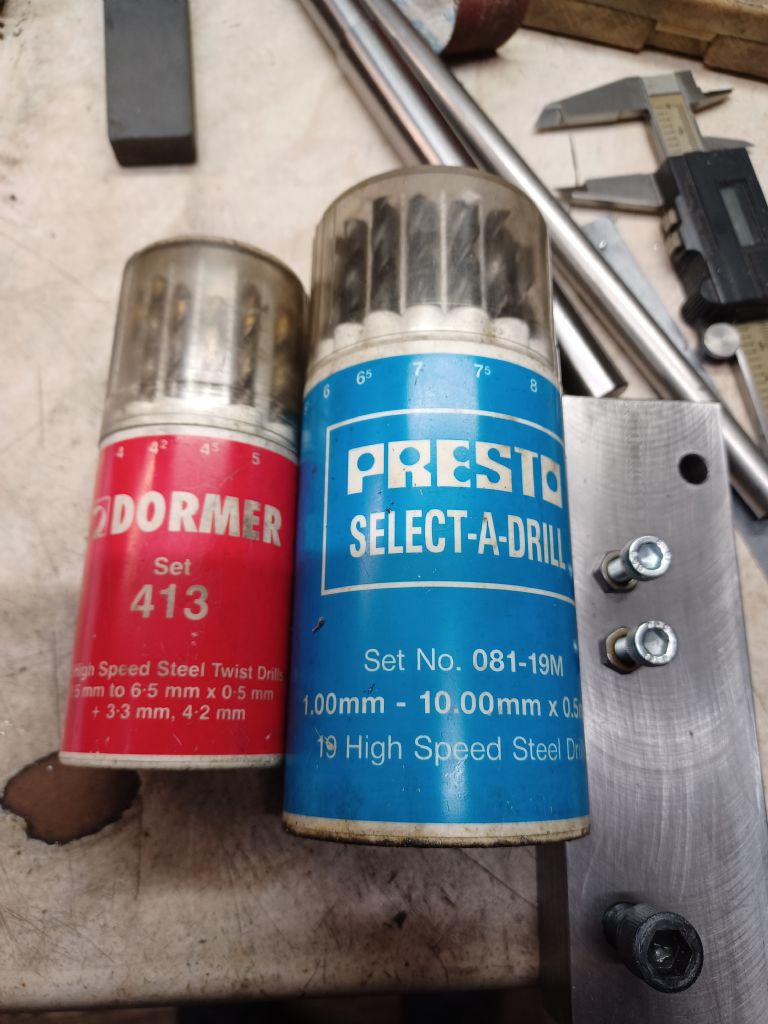 4 4² 4⁵ 5
DORMER
Set
413
High Speed Steel Twist Drills
5mm to 6·5 mm x 0·5 mm
+ 3·3 mm, 4·2 mm
6 6⁵ 7 7⁵ 8
PRESTO
SELECT-A-DRILL
Set No. 081-19M
1.00mm - 10.00mm x 0.5
19 High Speed Steel Dri